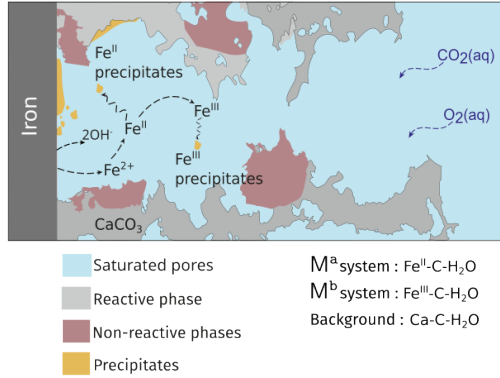 Iron
Fe^II
precipitates
CO2(aq)
O2(aq)
Fe^III
2OH^-
Fe^II
Fe^III
precipitates
Fe^2+
CaCO3
Saturated pores
Reactive phase
Non-reactive phases
Precipitates
M^a system : Fe^II-C-H2O
M^b system : Fe^III-C-H2O
Background : Ca-C-H2O